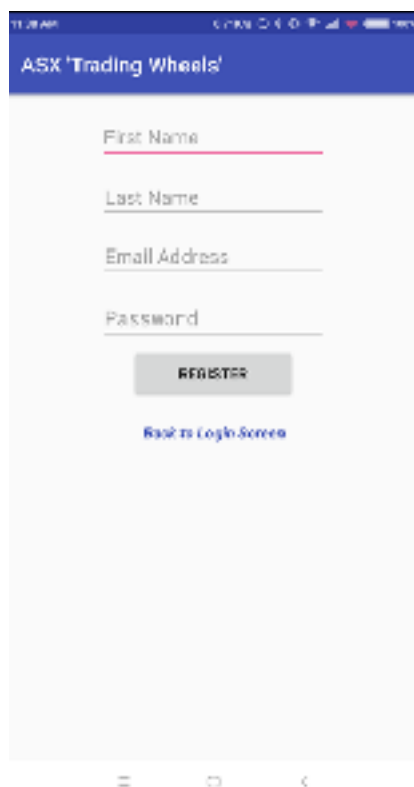 ASX 'Trading Wheels'
First Name
Last Name
Email Address
Password
REGISTER
Back to Login Screen